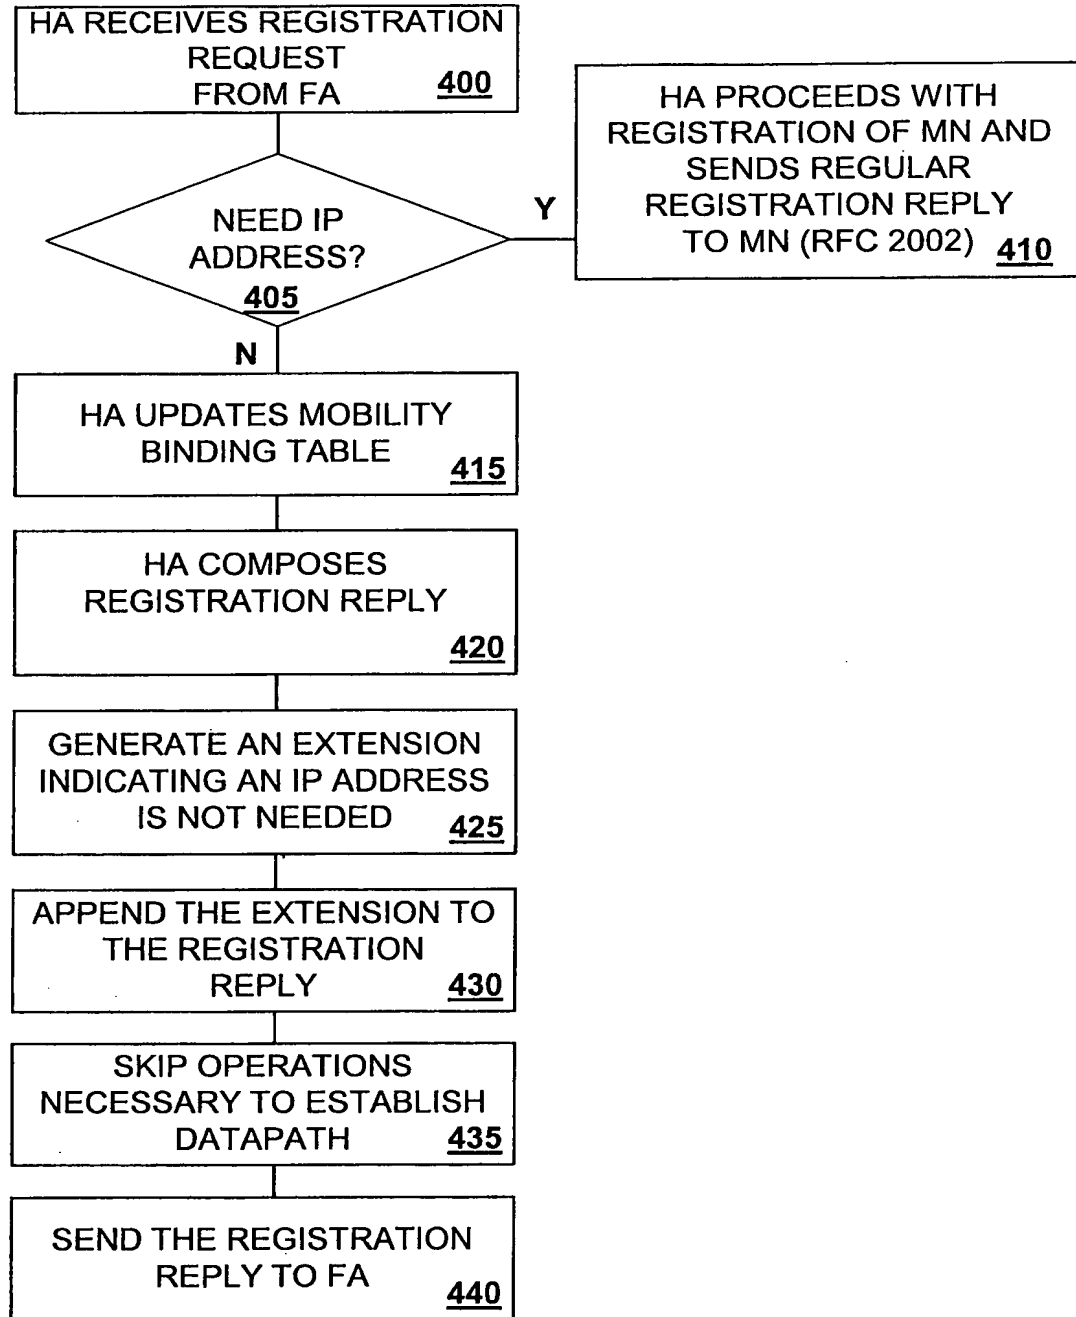 HA RECEIVES REGISTRATION
REQUEST
FROM FA 400
HA PROCEEDS WITH
REGISTRATION OF MN AND
SENDS REGULAR
REGISTRATION REPLY
TO MN (RFC 2002) 410
NEED IP
ADDRESS?
405
Y
N
HA UPDATES MOBILITY
BINDING TABLE
415
HA COMPOSES
REGISTRATION REPLY
420
GENERATE AN EXTENSION
INDICATING AN IP ADDRESS
IS NOT NEEDED 425
APPEND THE EXTENSION TO
THE REGISTRATION
REPLY 430
SKIP OPERATIONS
NECESSARY TO ESTABLISH
DATAPATH 435
SEND THE REGISTRATION
REPLY TO FA
440